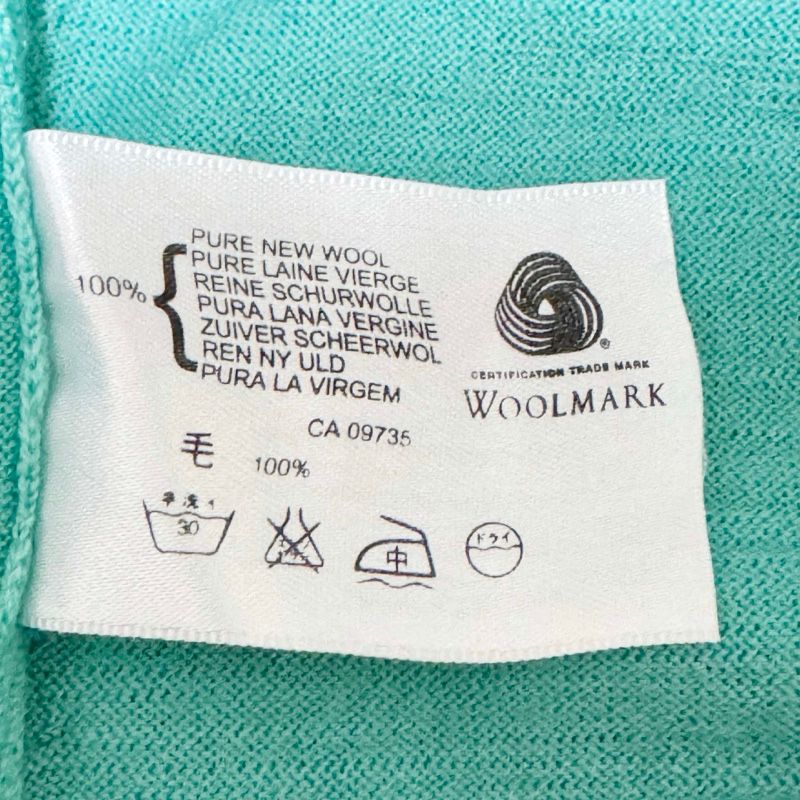 100%
PURE NEW WOOL
PURE LAINE VIERGE
REINE SCHURWOLLE
PURA LANA VERGINE
ZUIVER SCHEERWOL
REN NY ULD
PURA LA VIRGEM
®
CERTIFICATION TRADE MARK
WOOLMARK
CA 09735
毛 100%
手洗イ
30
中
ドライ